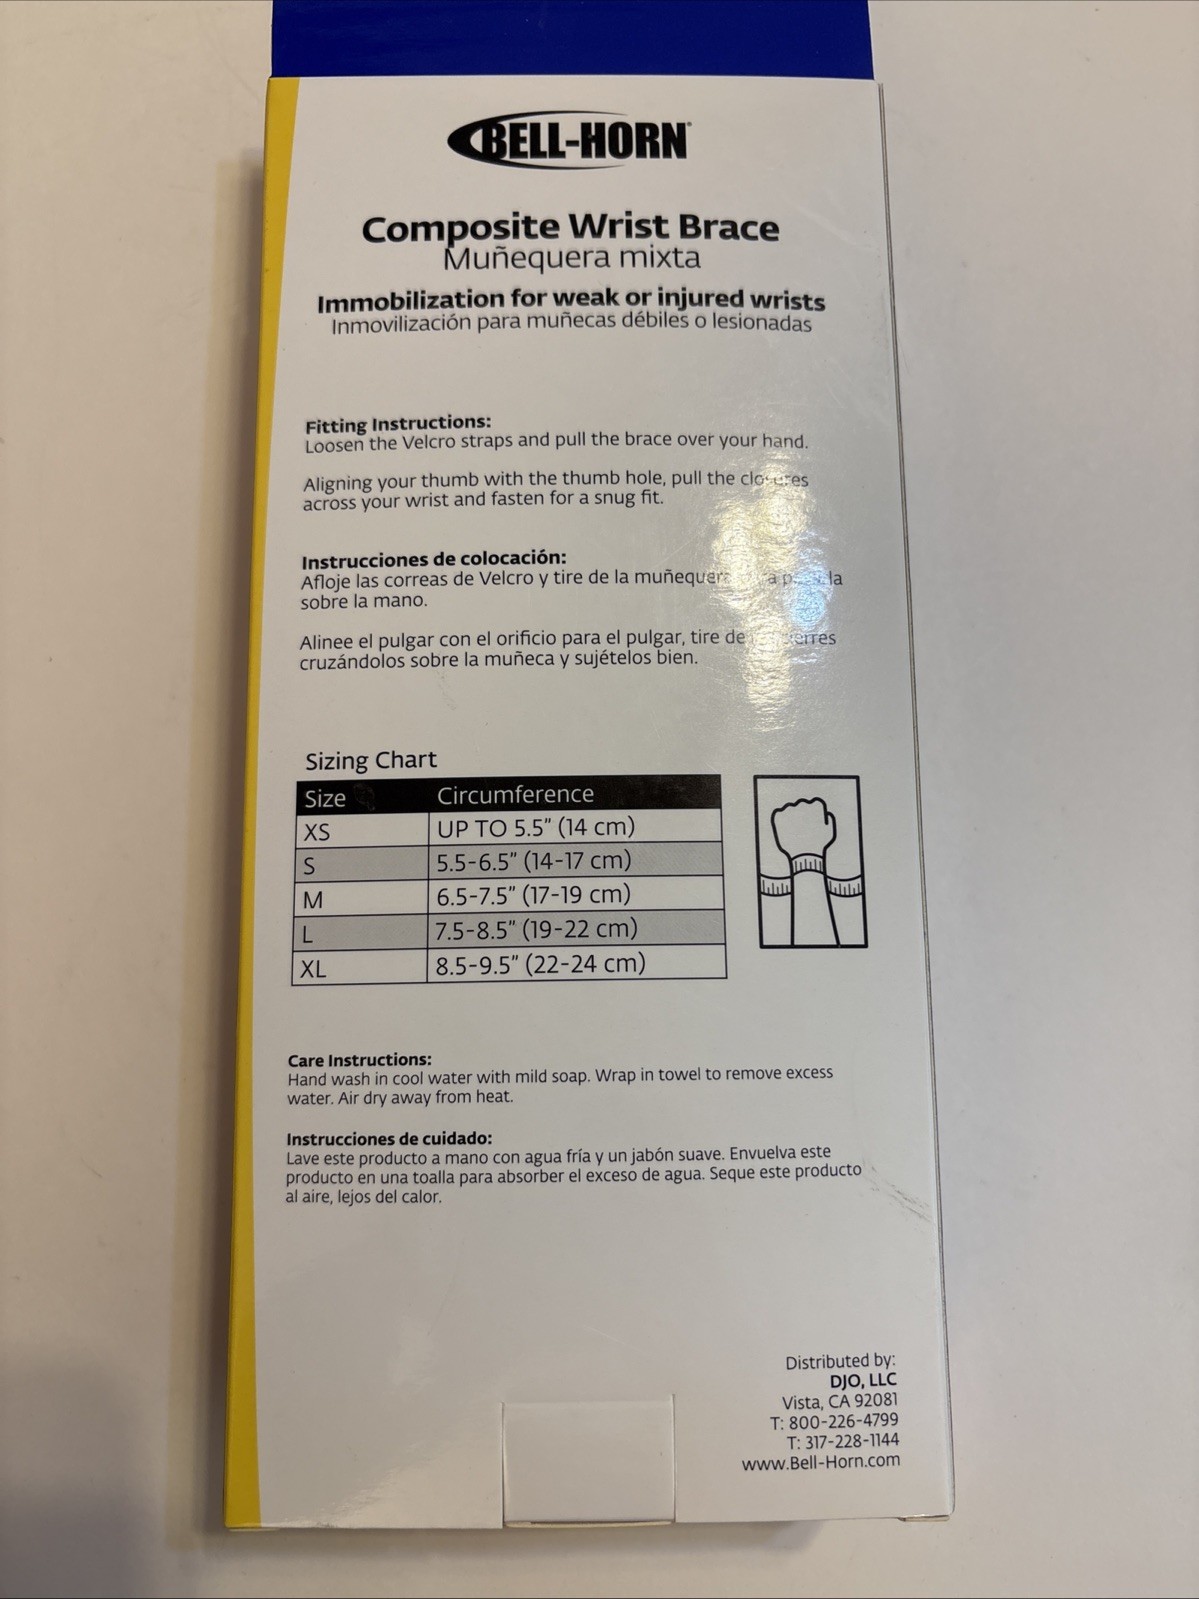 BELL-HORN®
Composite Wrist Brace
Muñequera mixta
Immobilization for weak or injured wrists
Inmovilización para muñecas débiles o lesionadas
Fitting Instructions:
Loosen the Velcro straps and pull the brace over your hand.
Aligning your thumb with the thumb hole, pull the closures
across your wrist and fasten for a snug fit.
Instrucciones de colocación:
Afloje las correas de Velcro y tire de la muñequera
sobre la mano.
Alinee el pulgar con el orificio para el pulgar, tire de
cruzándolos sobre la muñeca y sujételos bien.
Sizing Chart
Size Circumference
XS UP TO 5.5" (14 cm)
S 5.5-6.5" (14-17 cm)
M 6.5-7.5" (17-19 cm)
L 7.5-8.5" (19-22 cm)
XL 8.5-9.5" (22-24 cm)
Care Instructions:
Hand wash in cool water with mild soap. Wrap in towel to remove excess
water. Air dry away from heat.
Instrucciones de cuidado:
Lave este producto a mano con agua fría y un jabón suave. Envuelva este
producto en una toalla para absorber el exceso de agua. Seque este producto
al aire, lejos del calor.
Distributed by:
DJO, LLC
Vista, CA 92081
T: 800-226-4799
T: 317-228-1144
www.Bell-Horn.com